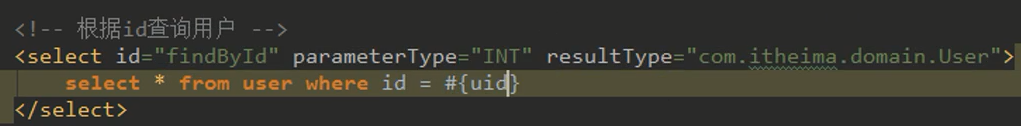 <!-- 根据id查询用户 -->
<select id="findById" parameterType="INT" resultType="com.itheima.domain.User">
select * from user where id = #{uid}
</select>